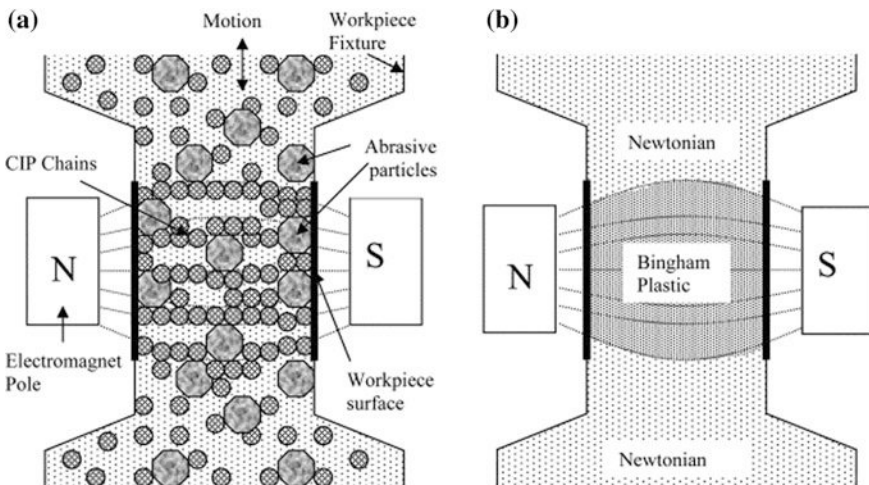 (a)
Motion
Workpiece
Fixture
CIP Chains
Abrasive
particles
N
S
Electromagnet
Pole
Workpiece
surface
(b)
Newtonian
N
Bingham
Plastic
S
Newtonian